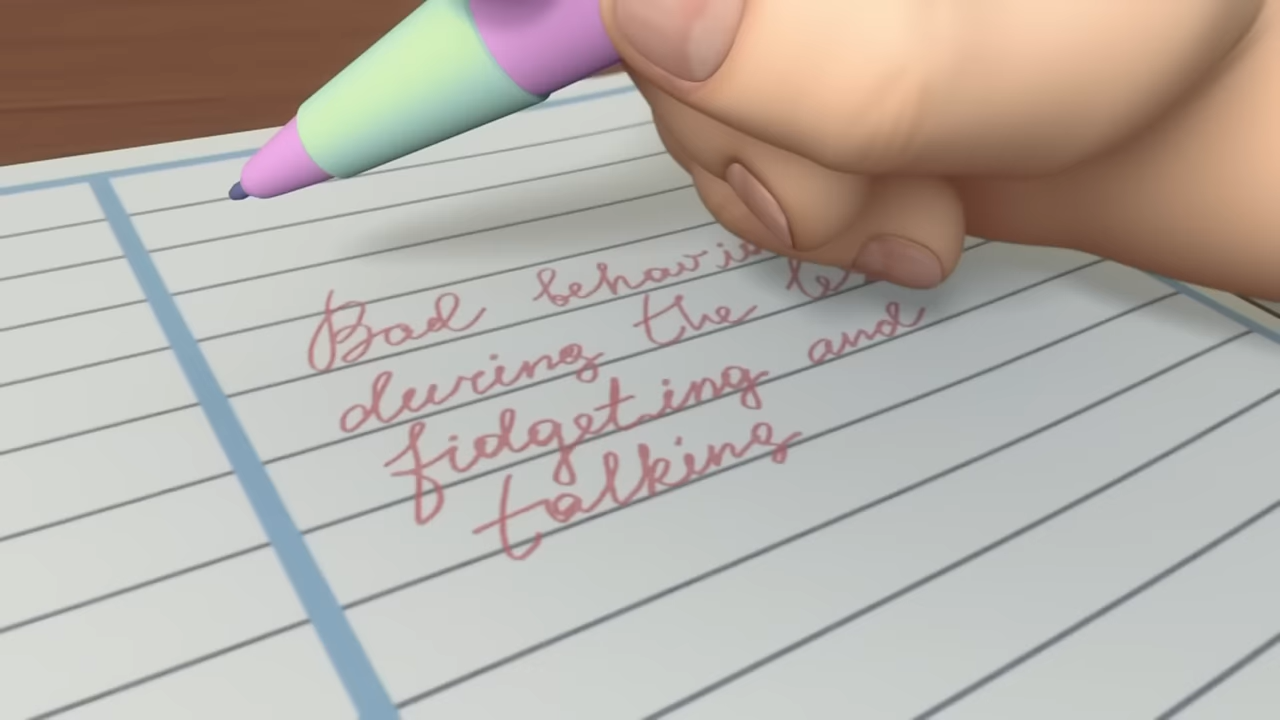 Bad
during the
fidgeting and
talking